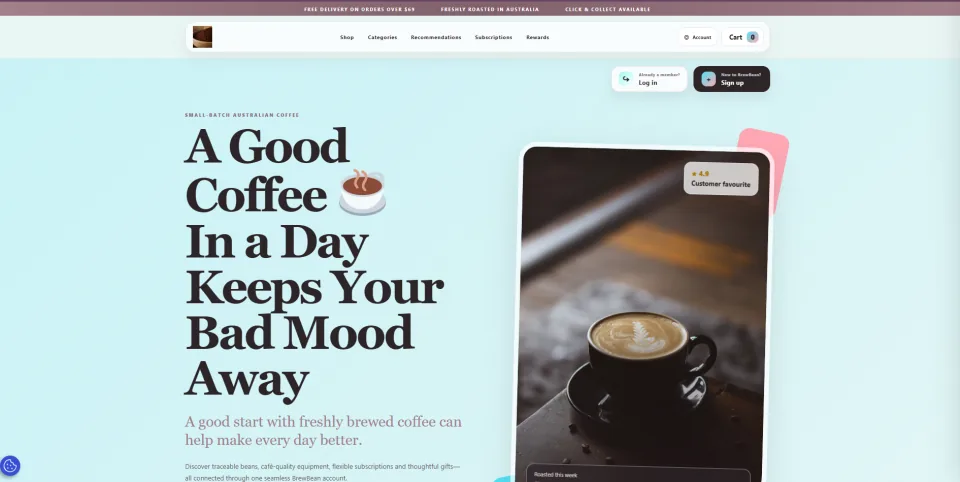 FREE DELIVERY ON ORDERS OVER $69
FRESHLY ROASTED IN AUSTRALIA
CLICK & COLLECT AVAILABLE
Shop
Categories
Recommendations
Subscriptions
Rewards
Account
Cart 0
Already a member?
Log in
New to BrewBean?
Sign up
SMALL-BATCH AUSTRALIAN COFFEE
A Good
Coffee
In a Day
Keeps Your
Bad Mood
Away
A good start with freshly brewed coffee can
help make every day better.
Discover traceable beans, café-quality equipment, flexible subscriptions and thoughtful gifts—
all connected through one seamless BrewBean account.
★ 4.9
Customer favourite
Roasted this week